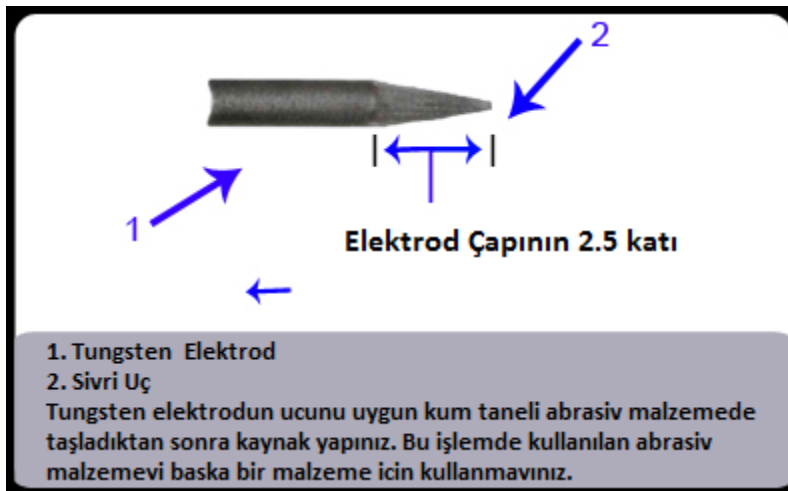 2
1
Elektrod Çapının 2.5 katı
1. Tungsten Elektrod
2. Sivri Uç
Tungsten elektrodun ucunu uygun kum taneli abrasiv malzemede
taşladıktan sonra kaynak yapınız. Bu işlemde kullanılan abrasiv
malzemevi baska bir malzeme icin kullanmavınız.